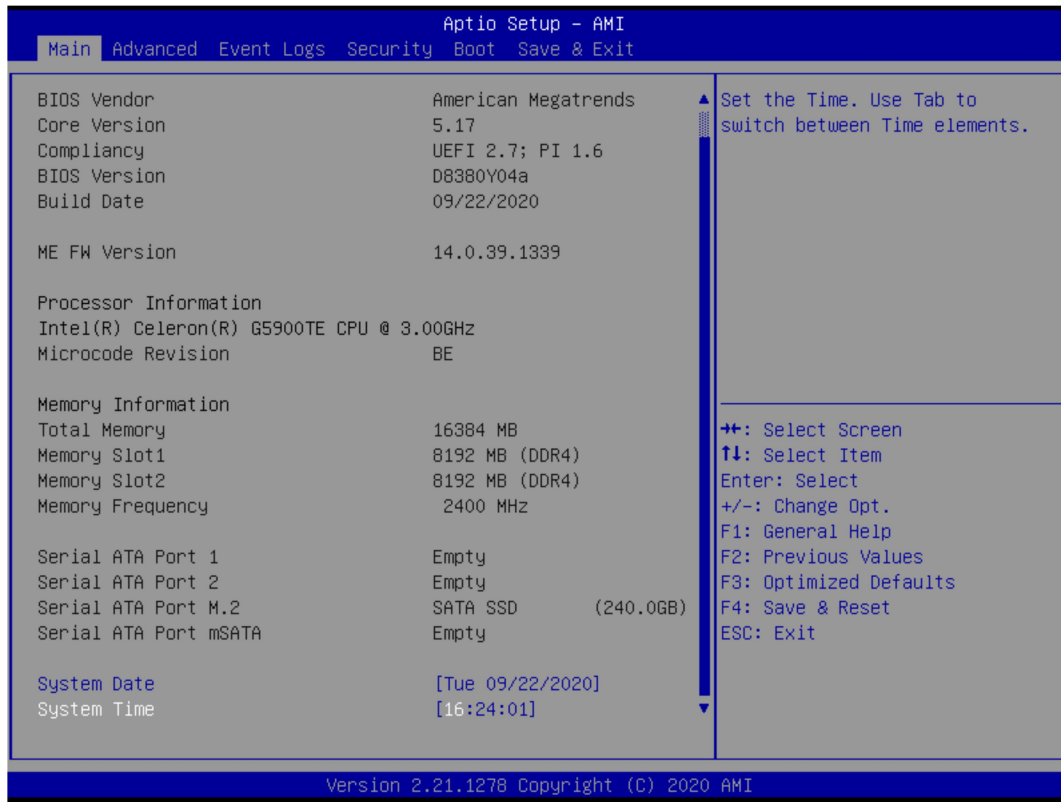 Aptio Setup – AMI
Main Advanced Event Logs Security Boot Save & Exit
BIOS Vendor American Megatrends
Core Version 5.17
Compliancy UEFI 2.7; PI 1.6
BIOS Version D8380Y04a
Build Date 09/22/2020
ME FW Version 14.0.39.1339
Processor Information
Intel(R) Celeron(R) G5900TE CPU @ 3.00GHz
Microcode Revision BE
Memory Information
Total Memory 16384 MB
Memory Slot1 8192 MB (DDR4)
Memory Slot2 8192 MB (DDR4)
Memory Frequency 2400 MHz
Serial ATA Port 1 Empty
Serial ATA Port 2 Empty
Serial ATA Port M.2 SATA SSD (240.0GB)
Serial ATA Port mSATA Empty
System Date [Tue 09/22/2020]
System Time [16:24:01]
Set the Time. Use Tab to
switch between Time elements.
→←: Select Screen
↑↓: Select Item
Enter: Select
+/-: Change Opt.
F1: General Help
F2: Previous Values
F3: Optimized Defaults
F4: Save & Reset
ESC: Exit
Version 2.21.1278 Copyright (C) 2020 AMI